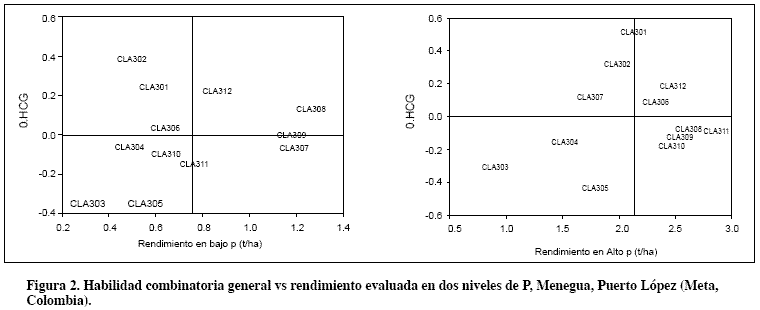 0.6
0.4
0.2
0.0
-0.2
-0.4
0.HCG
CLA302
CLA301
CLA312
CLA308
CLA306
CLA309
CLA304
CLA307
CLA310
CLA311
CLA303
CLA305
0.2 0.4 0.6 0.8 1.0 1.2 1.4
Rendimiento en bajo p (t/ha)
0.6
0.4
0.2
0.0
-0.2
-0.4
-0.6
0.HCG
CLA301
CLA302
CLA312
CLA307
CLA306
CLA308
CLA311
CLA309
CLA304
CLA310
CLA303
CLA305
0.5 1.0 1.5 2.0 2.5 3.0
Rendimiento en Alto p (t/ha)
Figura 2. Habilidad combinatoria general vs rendimiento evaluada en dos niveles de P, Menegua, Puerto López (Meta,
Colombia).